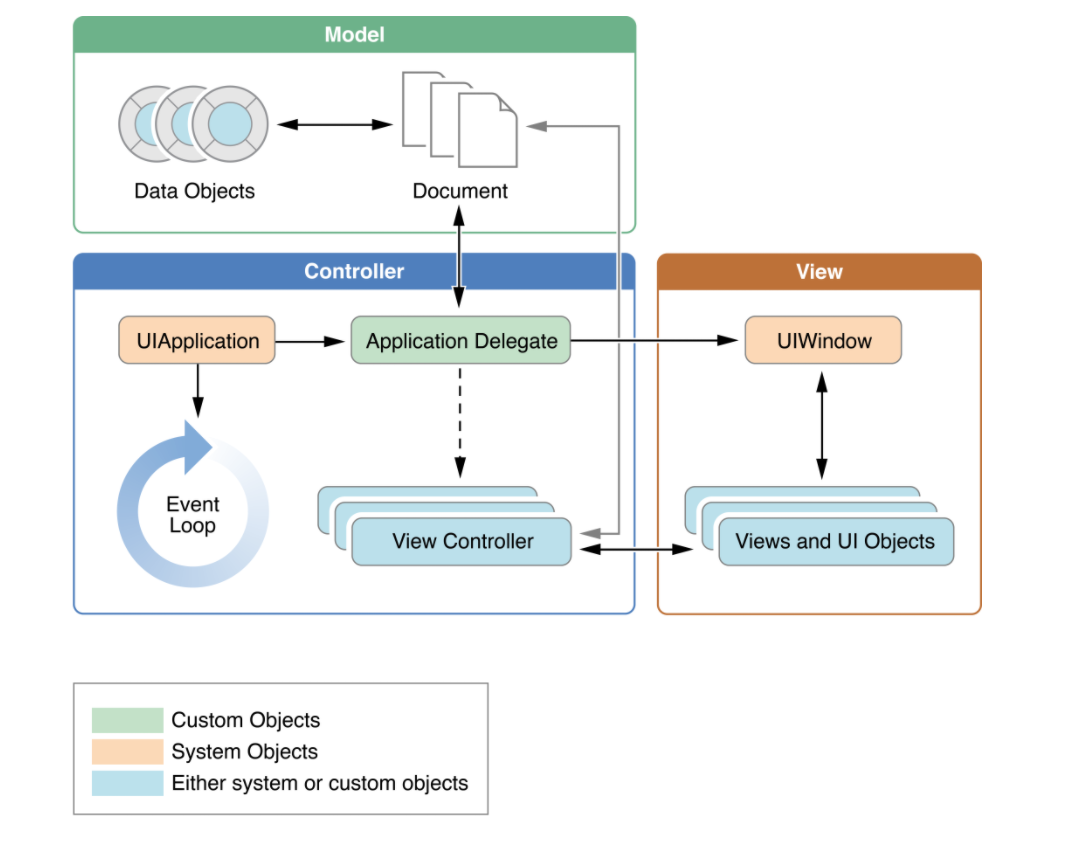 Model
Data Objects
Document
Controller
View
UIApplication
Application Delegate
UIWindow
Event
Loop
View Controller
Views and UI Objects
Custom Objects
System Objects
Either system or custom objects